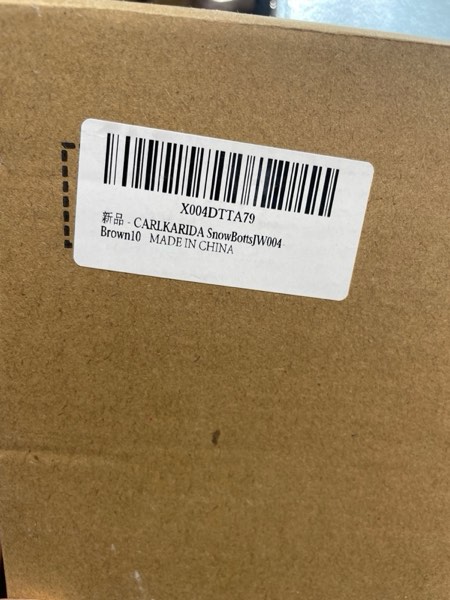 X004DTTA79
新品 - CARLKARIDA SnowBottsJW004
Brown10 MADE IN CHINA